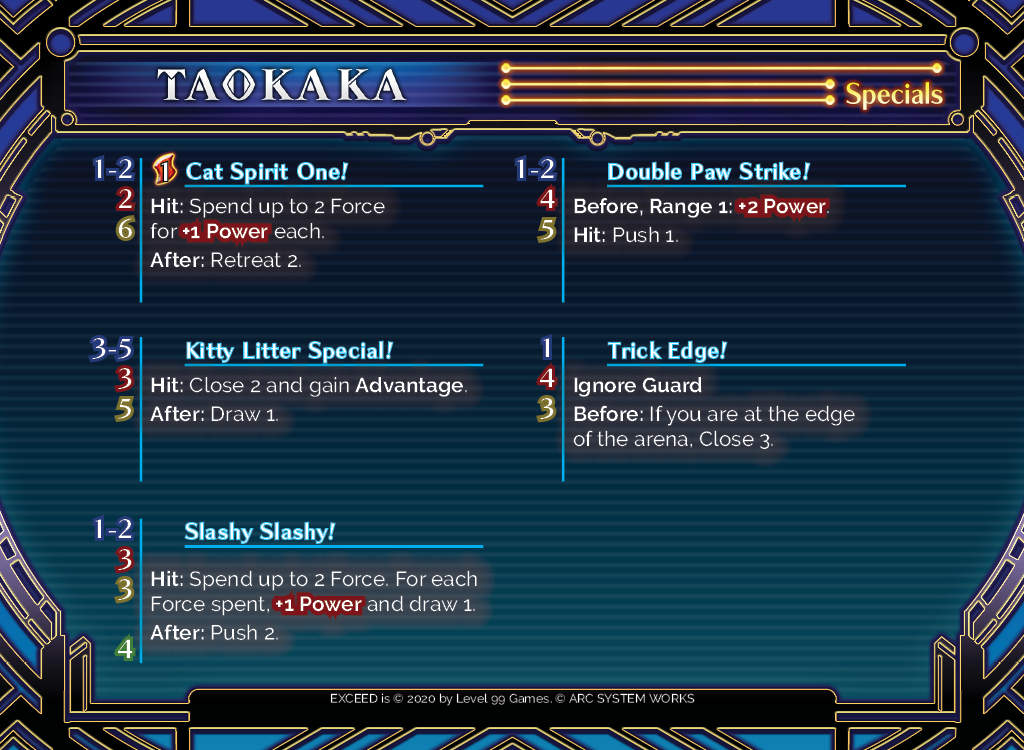 TAOKAKA
Specials
1-2
2
6
1
Cat Spirit One!
Hit: Spend up to 2 Force
for +1 Power each.
After: Retreat 2.
1-2
4
5
Double Paw Strike!
Before, Range 1: +2 Power.
Hit: Push 1.
3-5
3
5
Kitty Litter Special!
Hit: Close 2 and gain Advantage.
After: Draw 1.
1
4
3
Trick Edge!
Ignore Guard
Before: If you are at the edge
of the arena, Close 3.
1-2
3
3
4
Slashy Slashy!
Hit: Spend up to 2 Force. For each
Force spent, +1 Power and draw 1.
After: Push 2.
EXCEED is © 2020 by Level 99 Games. © ARC SYSTEM WORKS